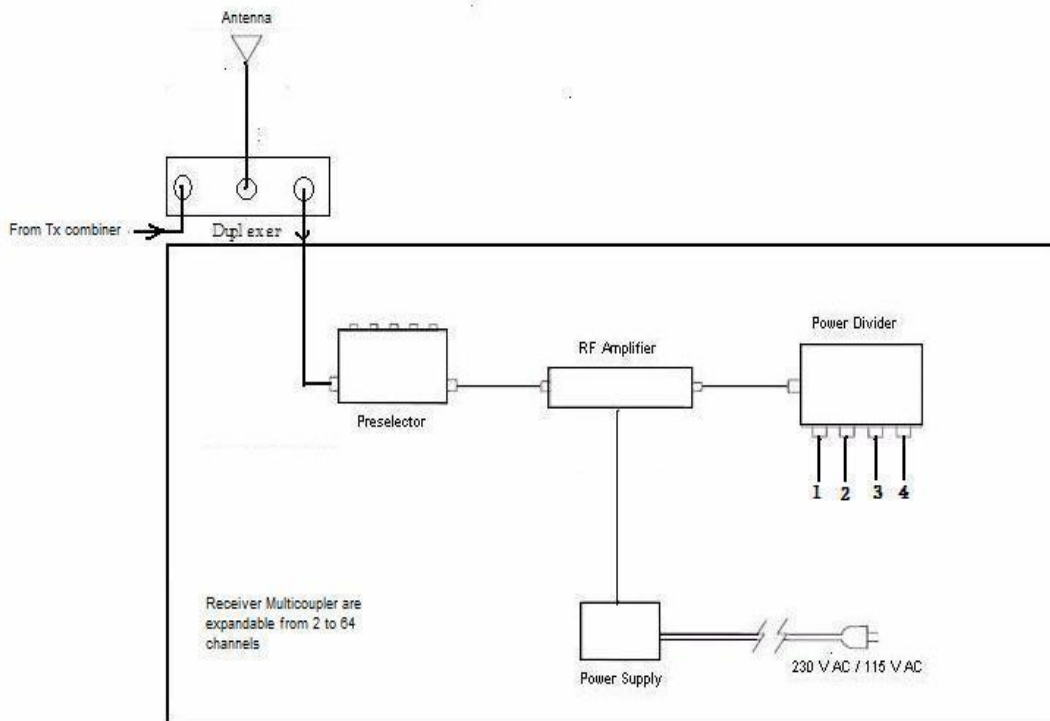 Antenna
From Tx combiner
Duplexer
Power Divider
RF Amplifier
Preselector
1 2 3 4
Receiver Multicoupler are
expandable from 2 to 64
channels
Power Supply
230 V AC / 115 V AC